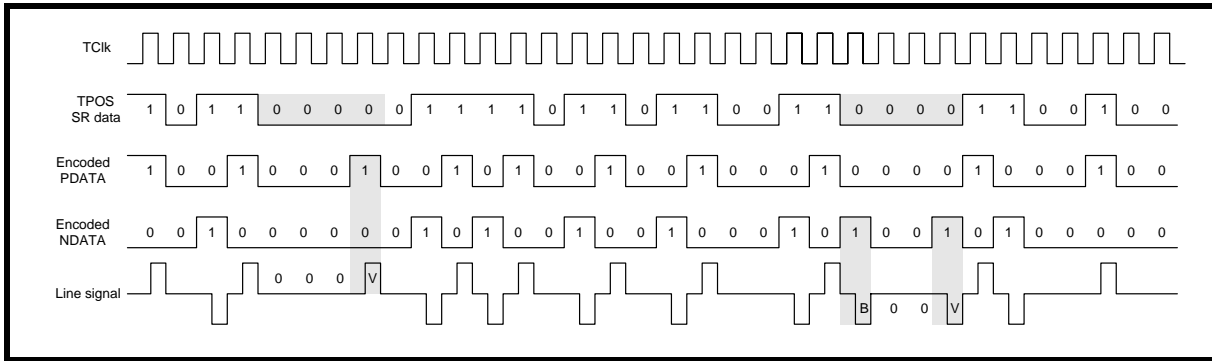 TClk
TPOS
SR data
1 0 1 1 0 0 0 0 0 1 1 1 1 0 1 1 0 1 1 0 0 1 1 0 0 0 0 1 1 0 0 1 0 0
Encoded
PDATA
1 0 0 1 0 0 0 1 0 0 1 0 1 0 0 1 0 0 1 0 0 0 1 0 0 0 0 1 0 0 0 1 0 0
Encoded
NDATA
0 0 1 0 0 0 0 0 0 1 0 1 0 0 1 0 0 1 0 0 0 1 0 1 0 0 1 0 1 0 0 0 0 0
Line signal
0 0 0 V
B 0 0 V